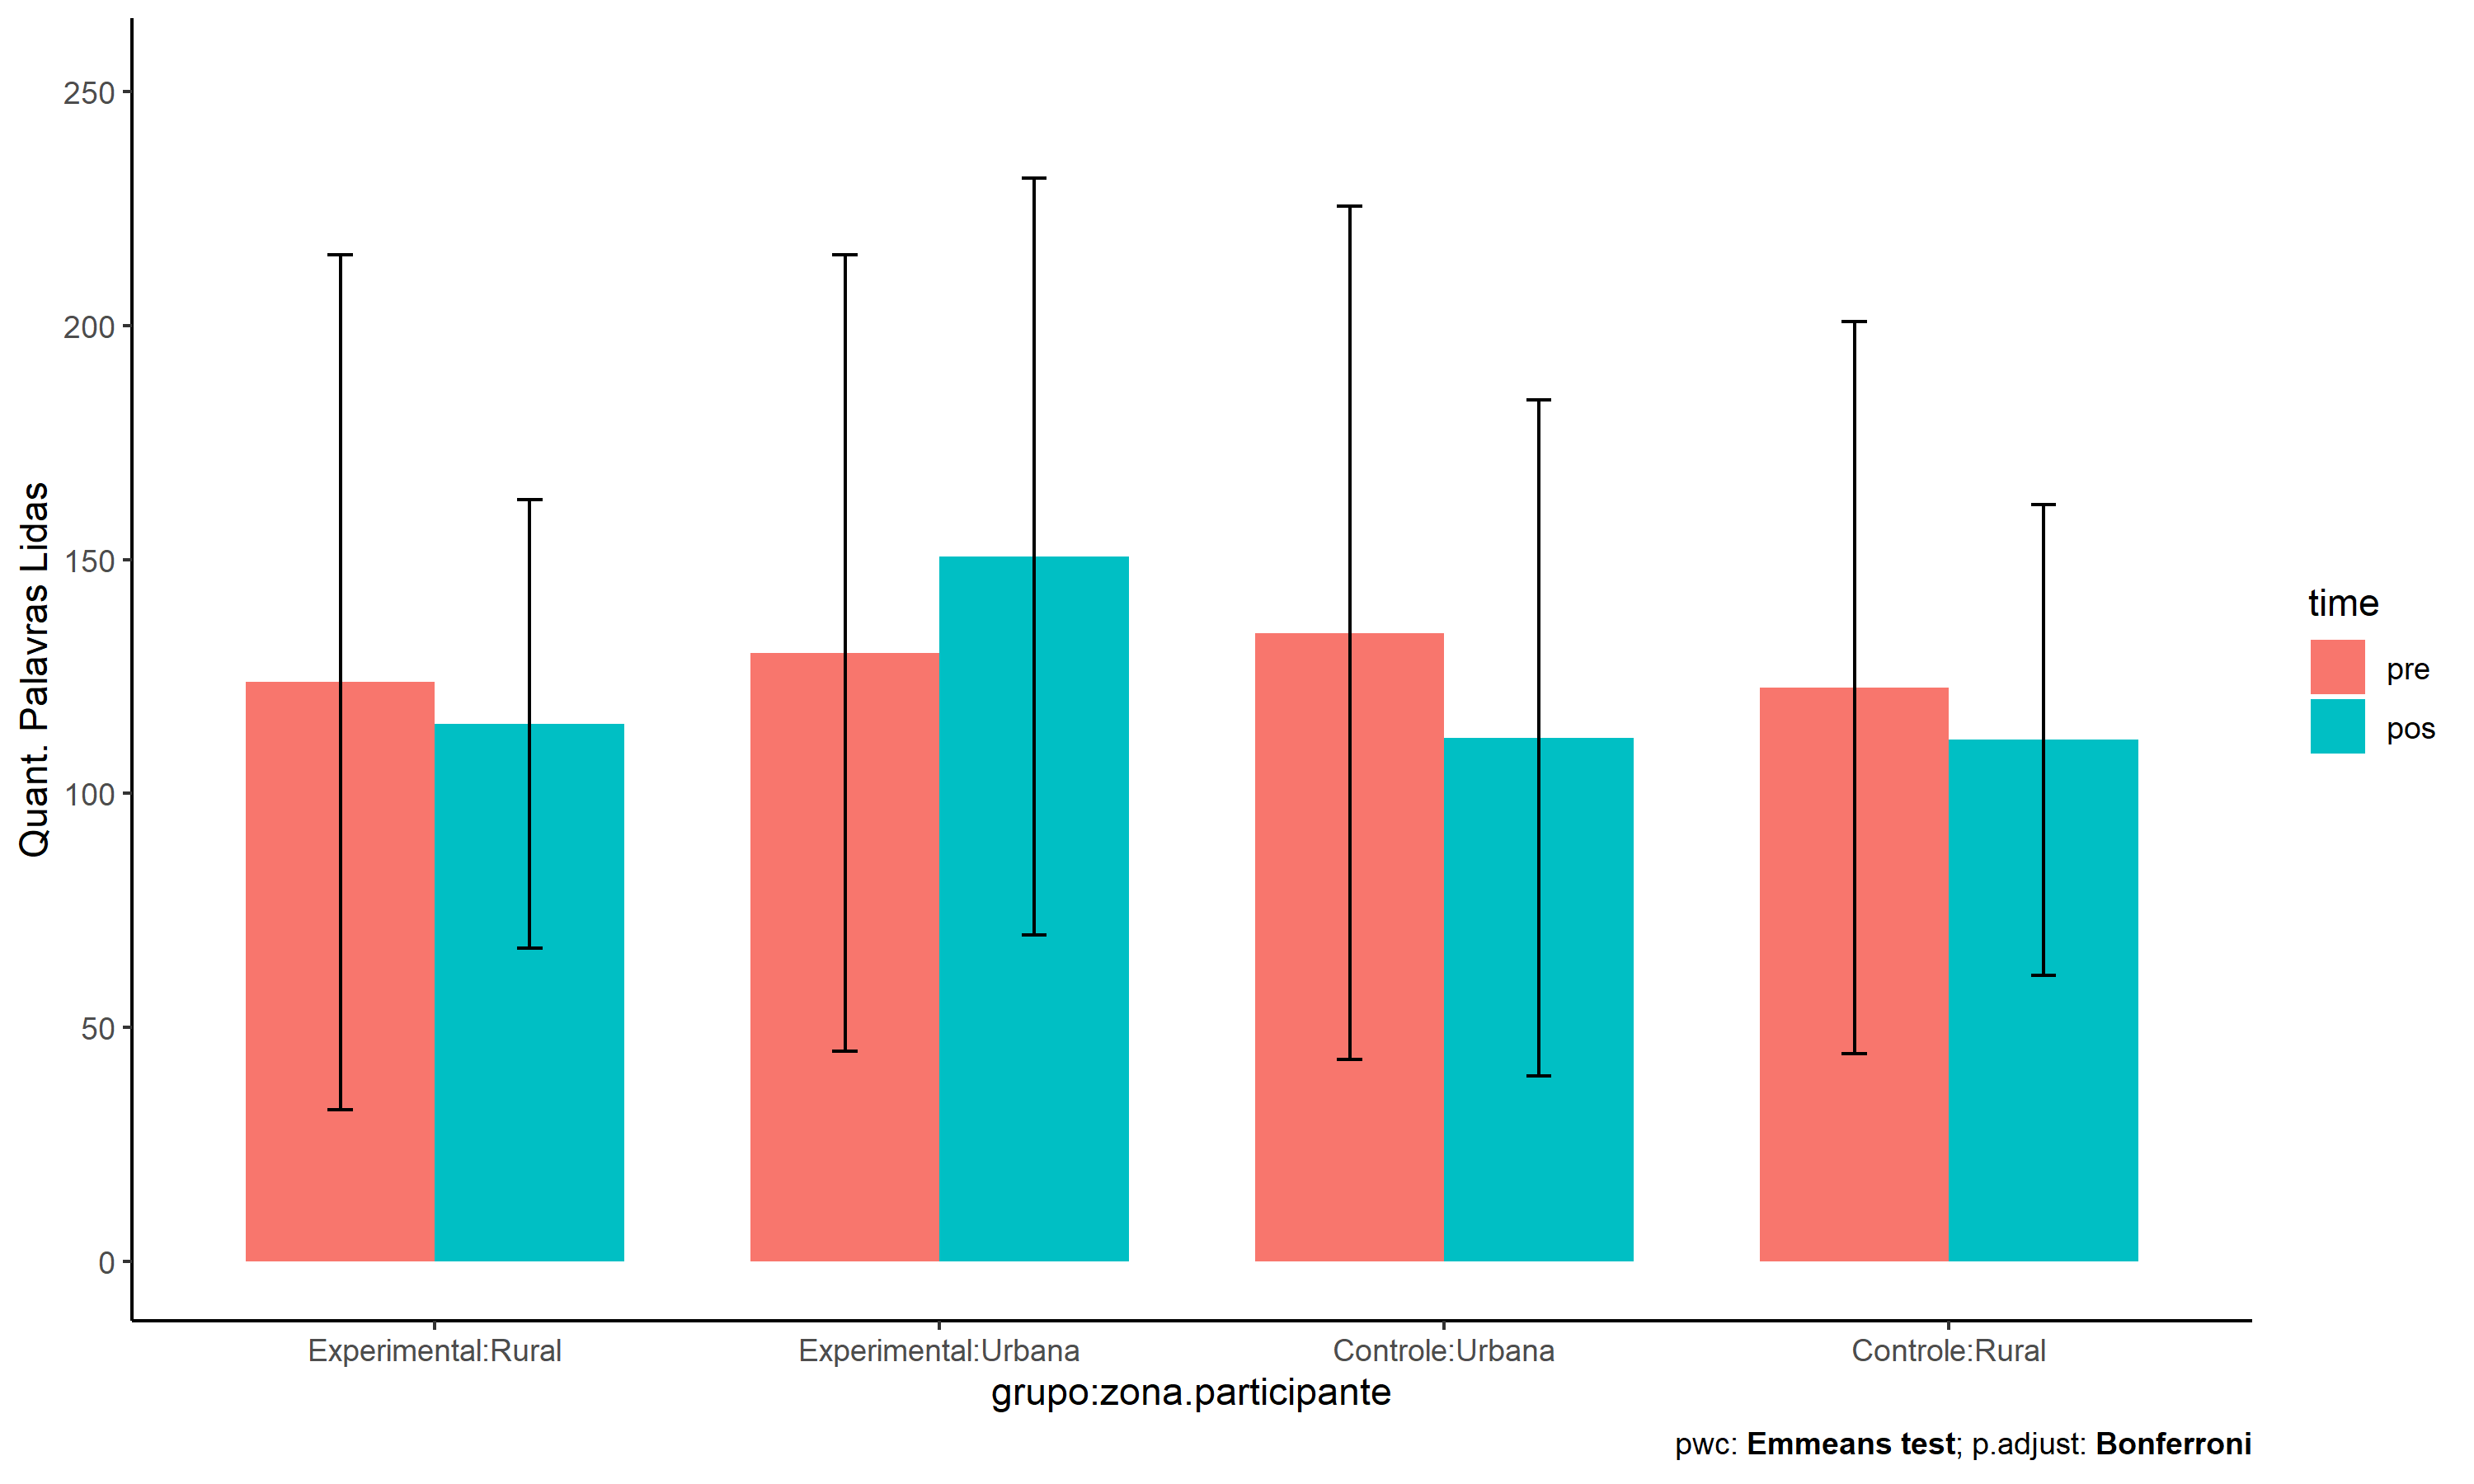 250
200
150
100
50
0
Quant. Palavras Lidas
Experimental:Rural
Experimental:Urbana
Controle:Urbana
Controle:Rural
grupo:zona.participante
time
pre
pos
pwc: Emmeans test; p.adjust: Bonferroni